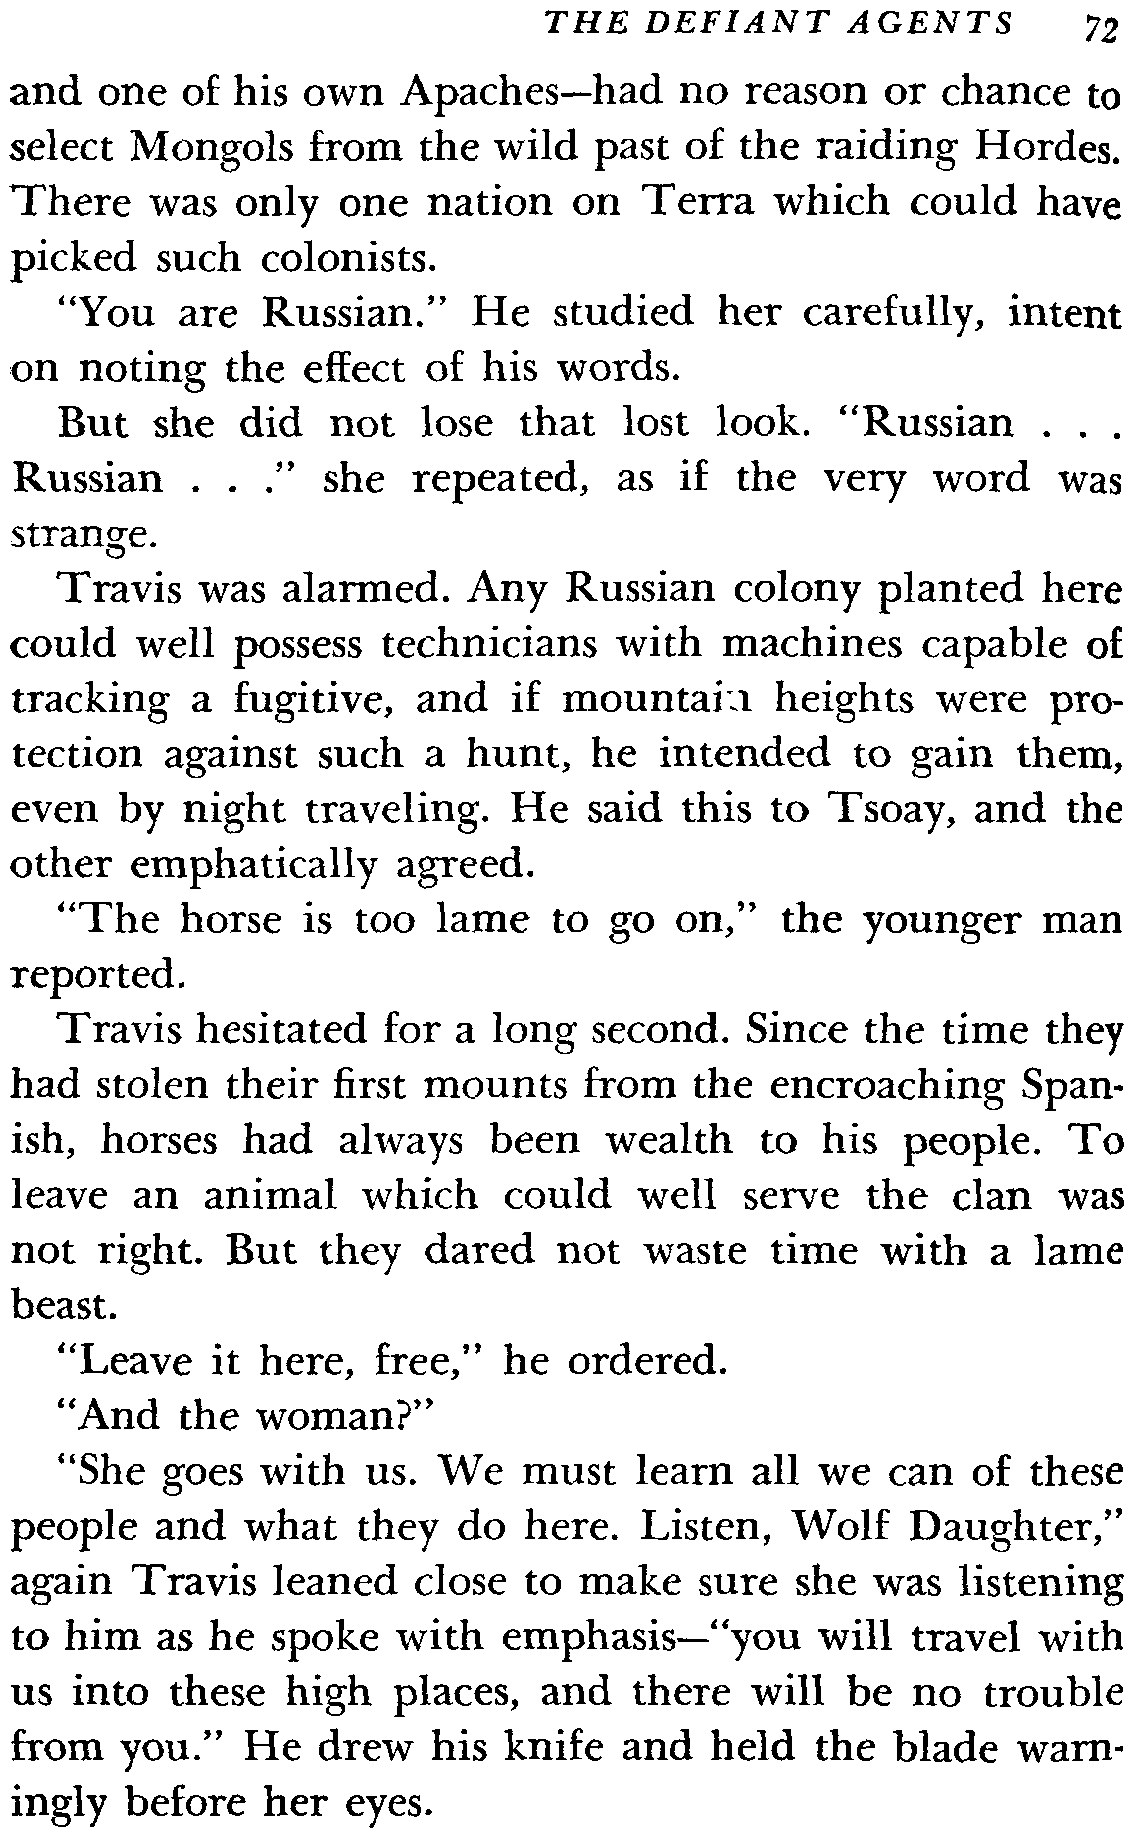 THE DEFIANT AGENTS 72
and one of his own Apaches—had no reason or chance to
select Mongols from the wild past of the raiding Hordes.
There was only one nation on Terra which could have
picked such colonists.
"You are Russian." He studied her carefully, intent
on noting the effect of his words.
But she did not lose that lost look. "Russian . . .
Russian . . ." she repeated, as if the very word was
strange.
Travis was alarmed. Any Russian colony planted here
could well possess technicians with machines capable of
tracking a fugitive, and if mountain heights were pro-
tection against such a hunt, he intended to gain them,
even by night traveling. He said this to Tsoay, and the
other emphatically agreed.
"The horse is too lame to go on," the younger man
reported.
Travis hesitated for a long second. Since the time they
had stolen their first mounts from the encroaching Span-
ish, horses had always been wealth to his people. To
leave an animal which could well serve the clan was
not right. But they dared not waste time with a lame
beast.
"Leave it here, free," he ordered.
"And the woman?"
"She goes with us. We must learn all we can of these
people and what they do here. Listen, Wolf Daughter,"
again Travis leaned close to make sure she was listening
to him as he spoke with emphasis—"you will travel with
us into these high places, and there will be no trouble
from you." He drew his knife and held the blade warn-
ingly before her eyes.